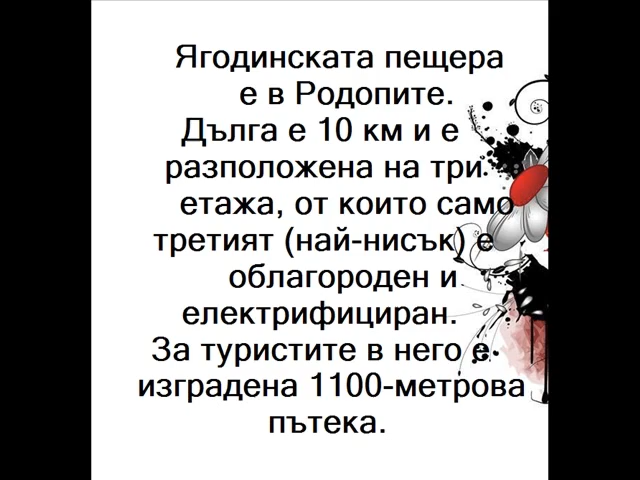 Ягодинската пещера
е в Родопите.
Дълга е 10 км и е
разположена на три
етажа, от които само
третият (най-нисък) е
облагороден и
електрифициран.
За туристите в него е
изградена 1100-метрова
пътека.